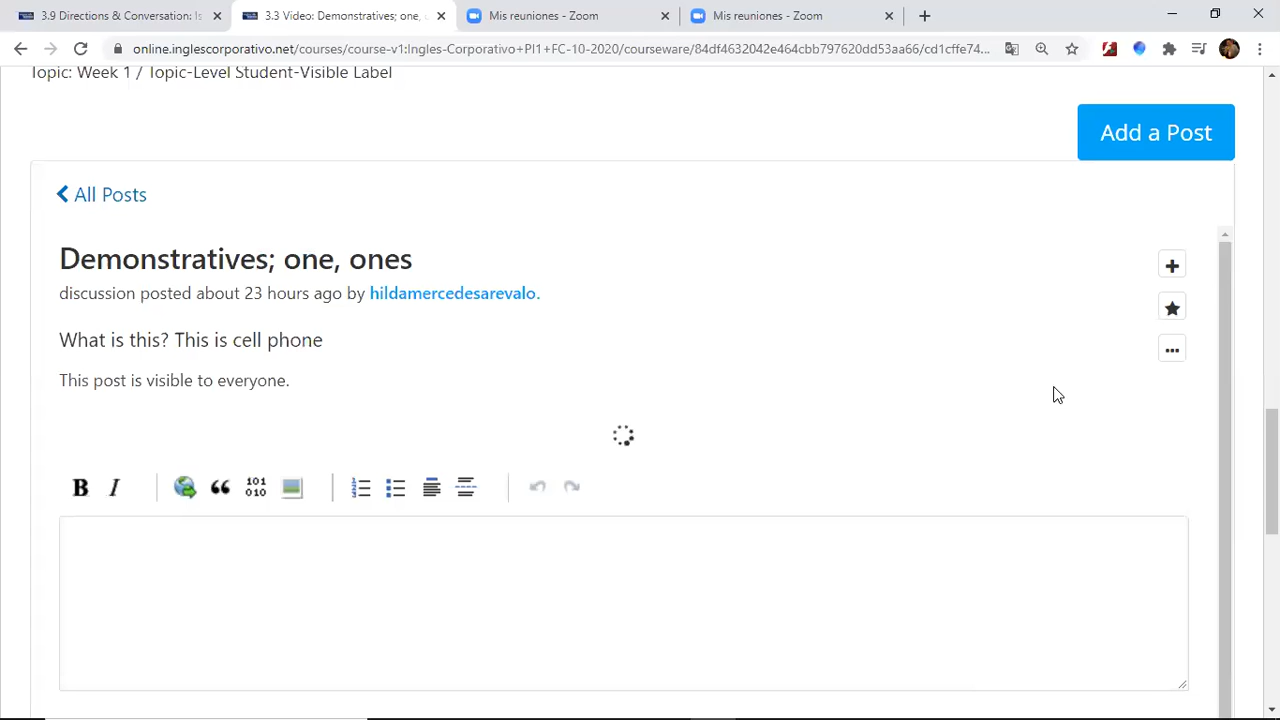 3.9 Directions & Conversation: Is
3.3 Video: Demonstratives; one,
Mis reuniones - Zoom
Mis reuniones - Zoom
online.inglescorporativo.net/courses/course-v1:Ingles-Corporativo+PI1+FC-10-2020/courseware/84df4632d42e464cbb797620dd53aa66/cd1cffe74...
Topic: Week 1 / Topic-Level Student-Visible Label
Add a Post
All Posts
Demonstratives; one, ones
discussion posted about 23 hours ago by hildamercedesarevalo.
What is this? This is cell phone
This post is visible to everyone.
B I
101
010